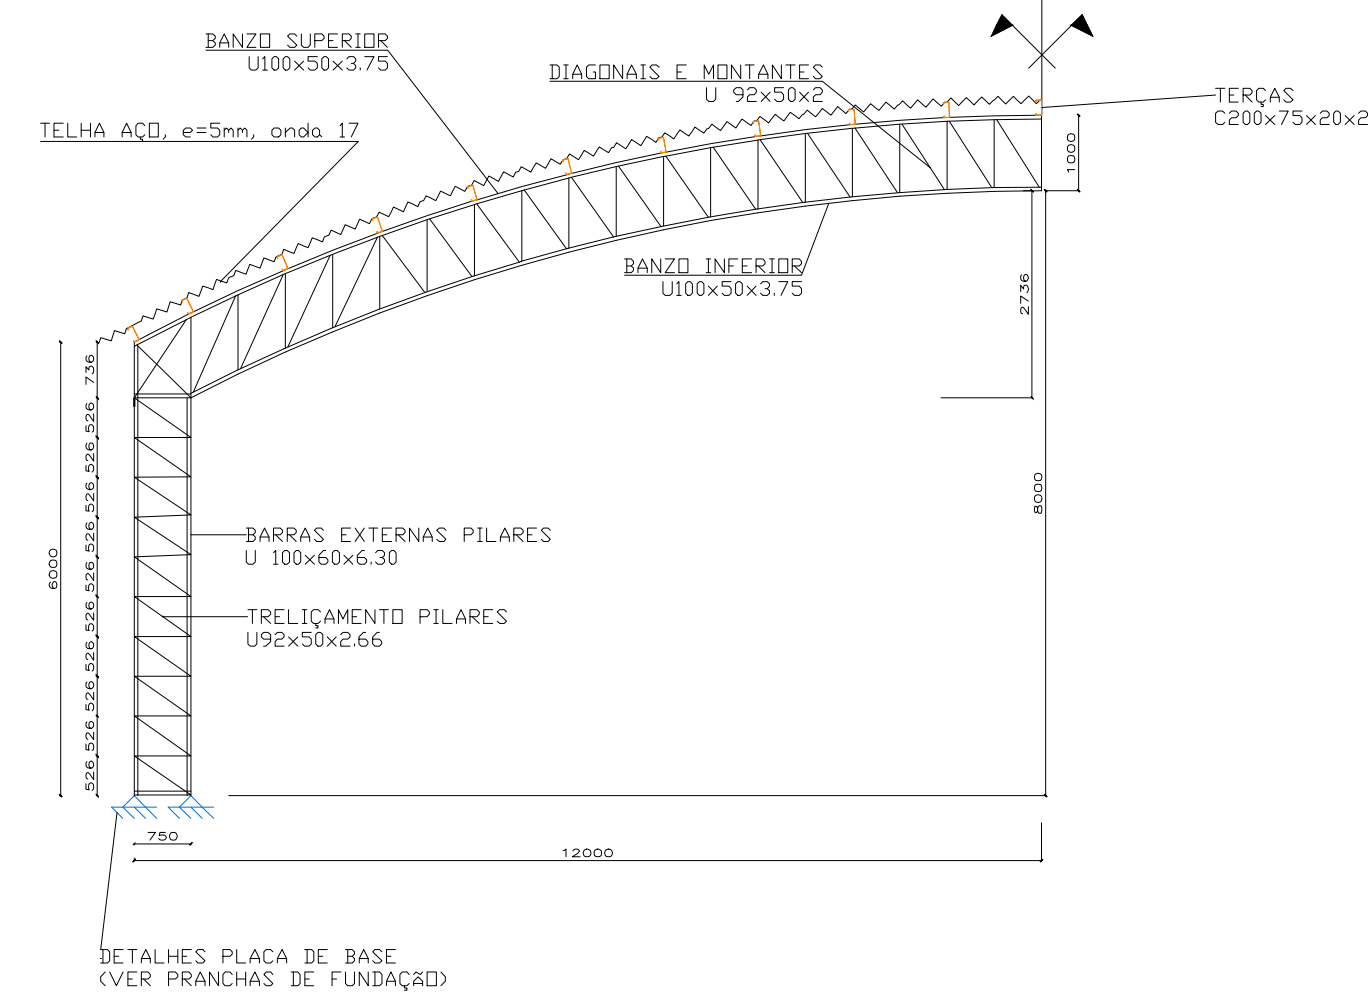 BANZO SUPERIOR
U100x50x3.75
DIAGONAIS E MONTANTES
U 92x50x2
TERÇAS
C200x75x20x2
TELHA AÇO, e=5mm, onda 17
1000
BANZO INFERIOR
U100x50x3.75
2736
736
526
526
526
526
526
526
526
526
526
526
6000
8000
BARRAS EXTERNAS PILARES
U 100x60x6.30
TRELIÇAMENTO PILARES
U92x50x2.66
750
12000
DETALHES PLACA DE BASE
(VER PRANCHAS DE FUNDAÇÃO)